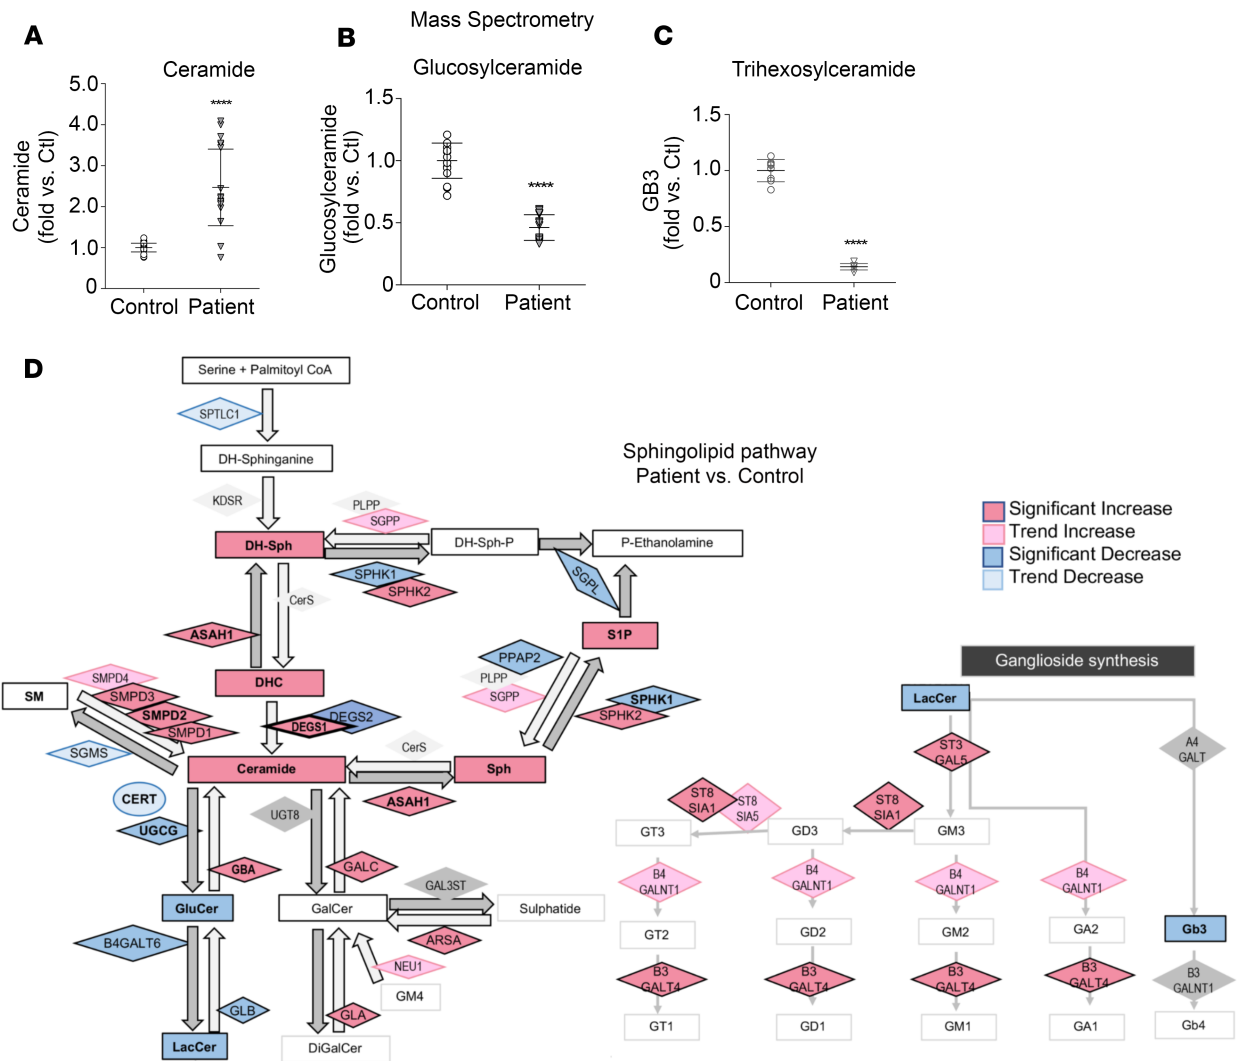 Mass Spectrometry
A
B
C
Ceramide
Glucosylceramide
Trihexosylceramide
Ceramide
(fold vs. Ctl)
5.0
4.0
3.0
2.0
1.0
0
****
Control
Patient
Glucosylceramide
(fold vs. Ctl)
1.5
1.0
0.5
0
****
Control
Patient
GB3
(fold vs. Ctl)
1.5
1.0
0.5
0
****
Control
Patient
D
Sphingolipid pathway
Patient vs. Control
Significant Increase
Trend Increase
Significant Decrease
Trend Decrease
Serine + Palmitoyl CoA
SPTLC1
DH-Sphinganine
KDSR
PLPP
SGPP
DH-Sph
DH-Sph-P
P-Ethanolamine
SPHK1
SPHK2
SGPL
CerS
ASAH1
S1P
DHC
PPAP2
PLPP
SGPP
SPHK1
SPHK2
SM
SMPD4
SMPD3
SMPD2
SMPD1
SGMS
DEGS2
DEGS1
CerS
Ceramide
Sph
ASAH1
CERT
UGCG
UGT8
GBA
GALC
GAL3ST
GluCer
GalCer
Sulphatide
ARSA
B4GALT6
NEU1
GM4
GLB
GLA
LacCer
DiGalCer
Ganglioside synthesis
LacCer
ST3
GAL5
A4
GALT
ST8
SIA1
ST8
SIA5
ST8
SIA1
GT3
GD3
GM3
B4
GALNT1
B4
GALNT1
B4
GALNT1
B4
GALNT1
GT2
GD2
GM2
GA2
Gb3
B3
GALT4
B3
GALT4
B3
GALT4
B3
GALT4
B3
GALNT1
GT1
GD1
GM1
GA1
Gb4